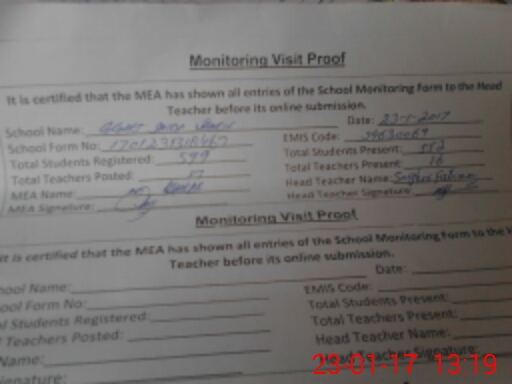 Monitoring Visit Proof
It is certified that the MEA has shown all entries of the School Monitoring Form to the Head
Teacher before its online submission.
School Name: Date: 23-1-2017
School Form No: EMIS Code:
Total Students Registered: 599 Total Students Present:
Total Teachers Posted: 17 Total Teachers Present: 16
MEA Name: Head Teacher Name:
MEA Signature: Head Teacher Signature
Monitoring Visit Proof
It is certified that the MEA has shown all entries of the School Monitoring Form to the
Teacher before its online submission.
Date:
hool Name: EMIS Code:
ool Form No: Total Students Present:
l Students Registered: Total Teachers Present:
Teachers Posted: Head Teacher Name:
Name: Head Teacher Signature:
ignature:
23-01-17 13:19